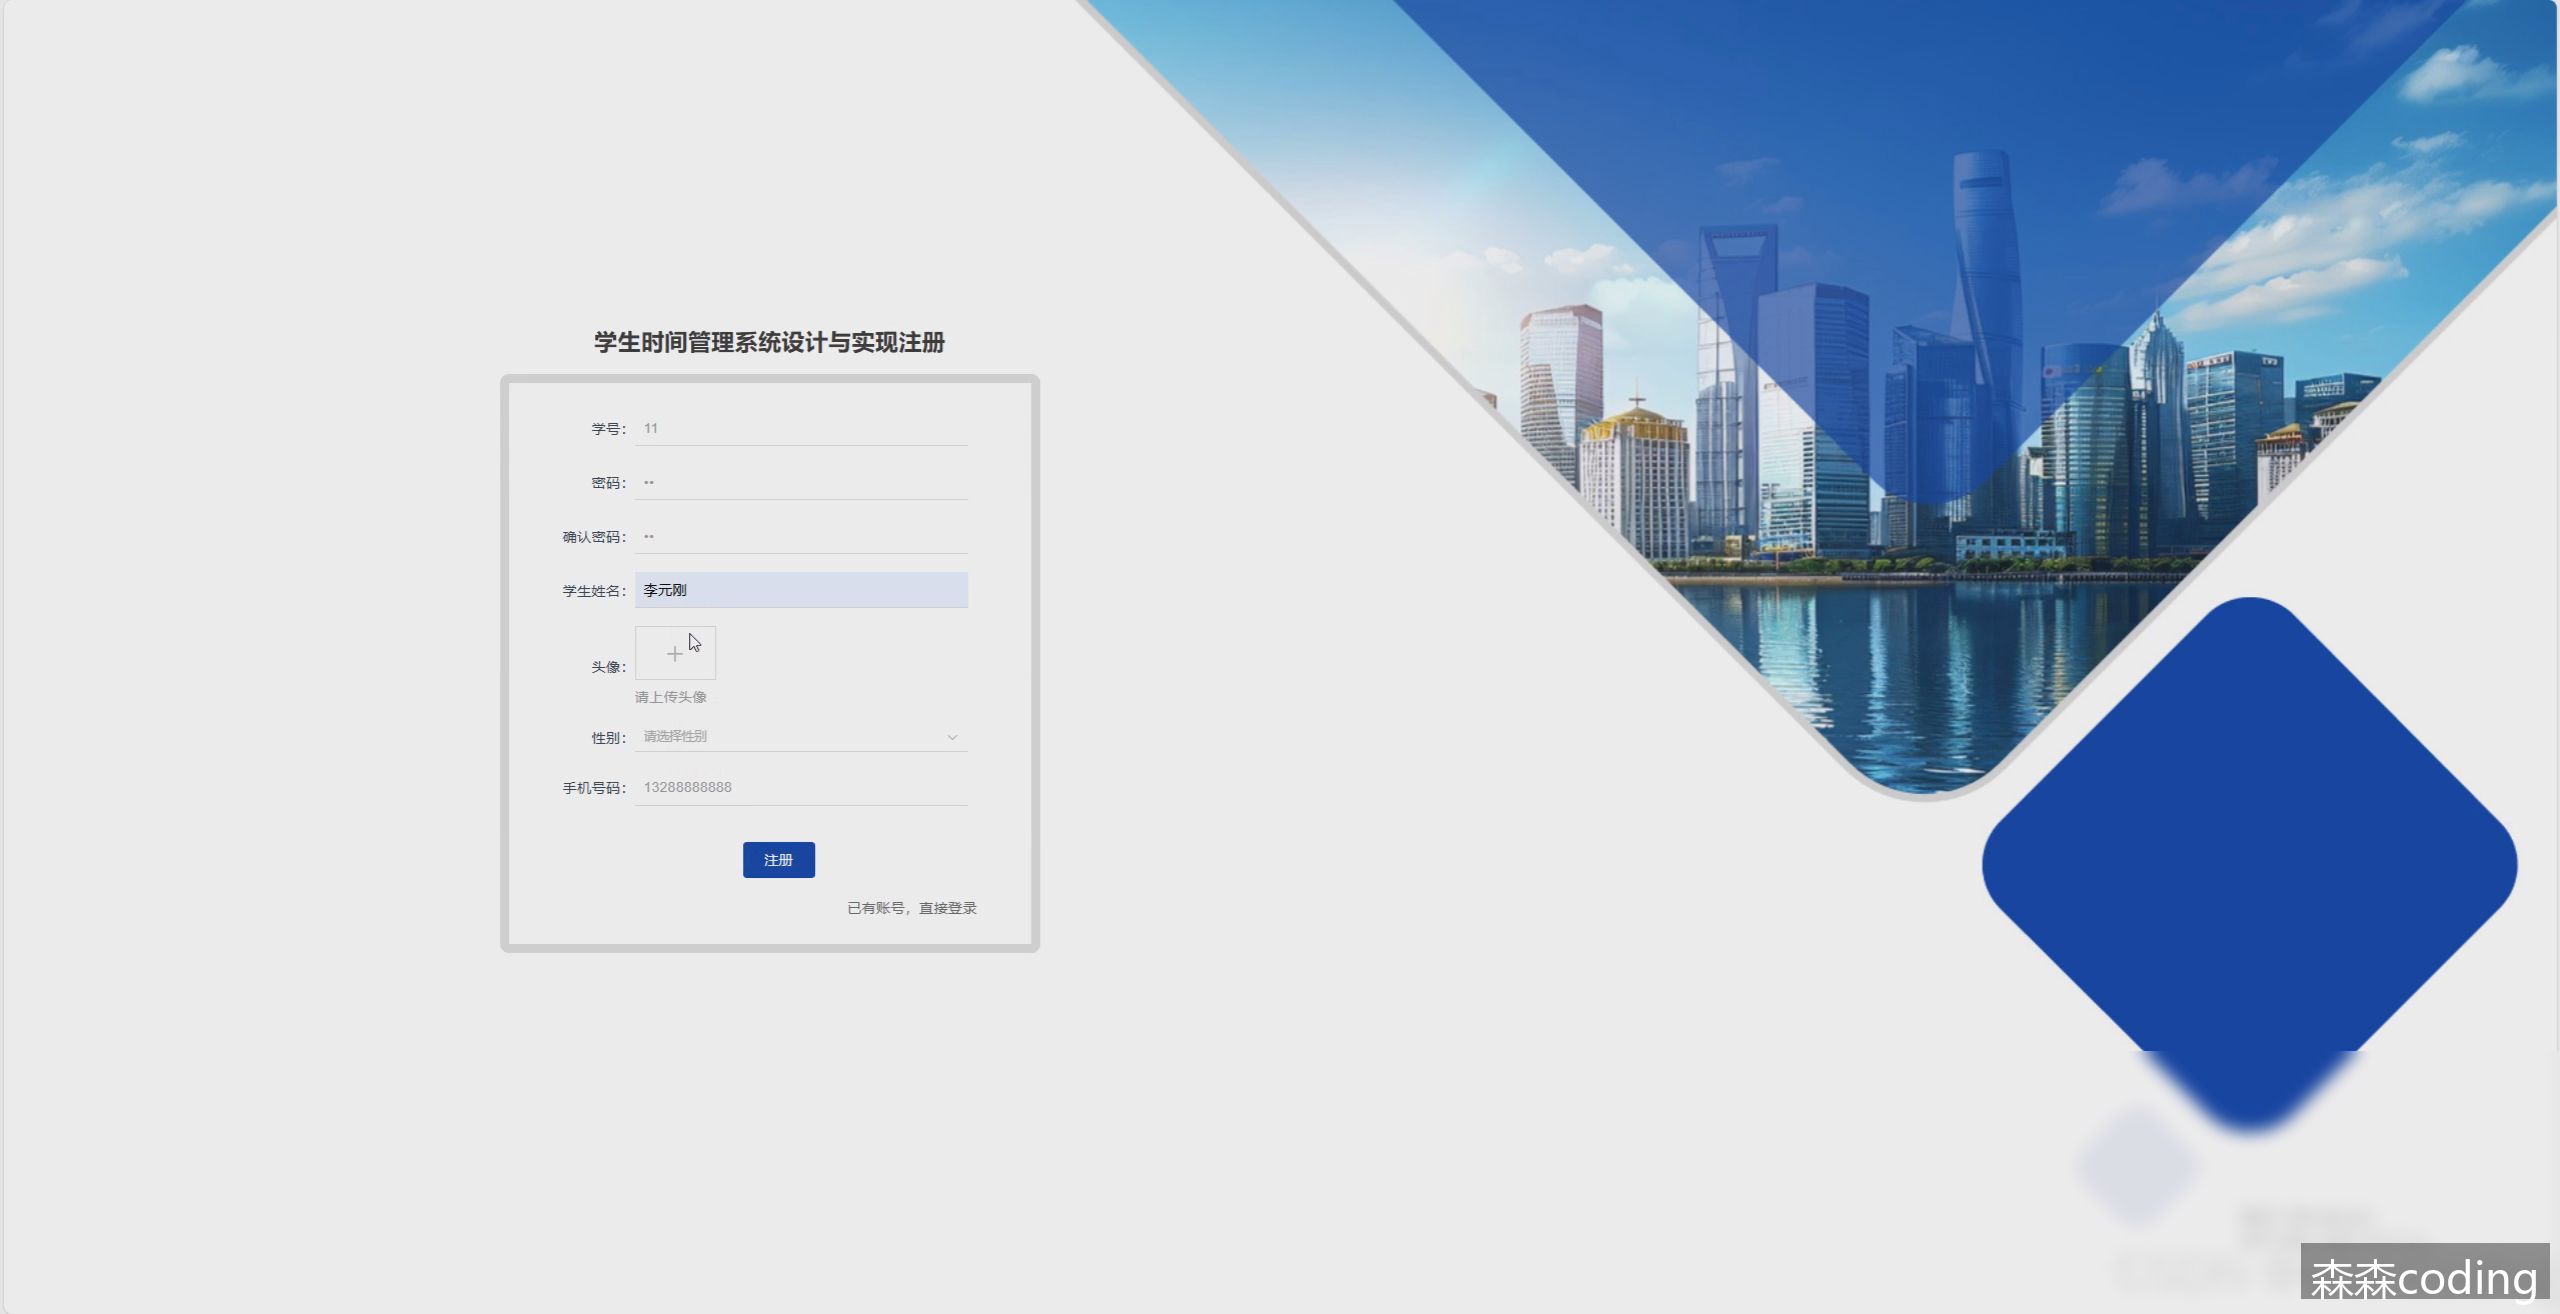 学生时间管理系统设计与实现注册
学号： 11
密码： ••
确认密码： ••
学生姓名： 李元刚
头像： +
请上传头像
性别： 请选择性别
手机号码： 13288888888
注册
已有账号，直接登录
森森coding